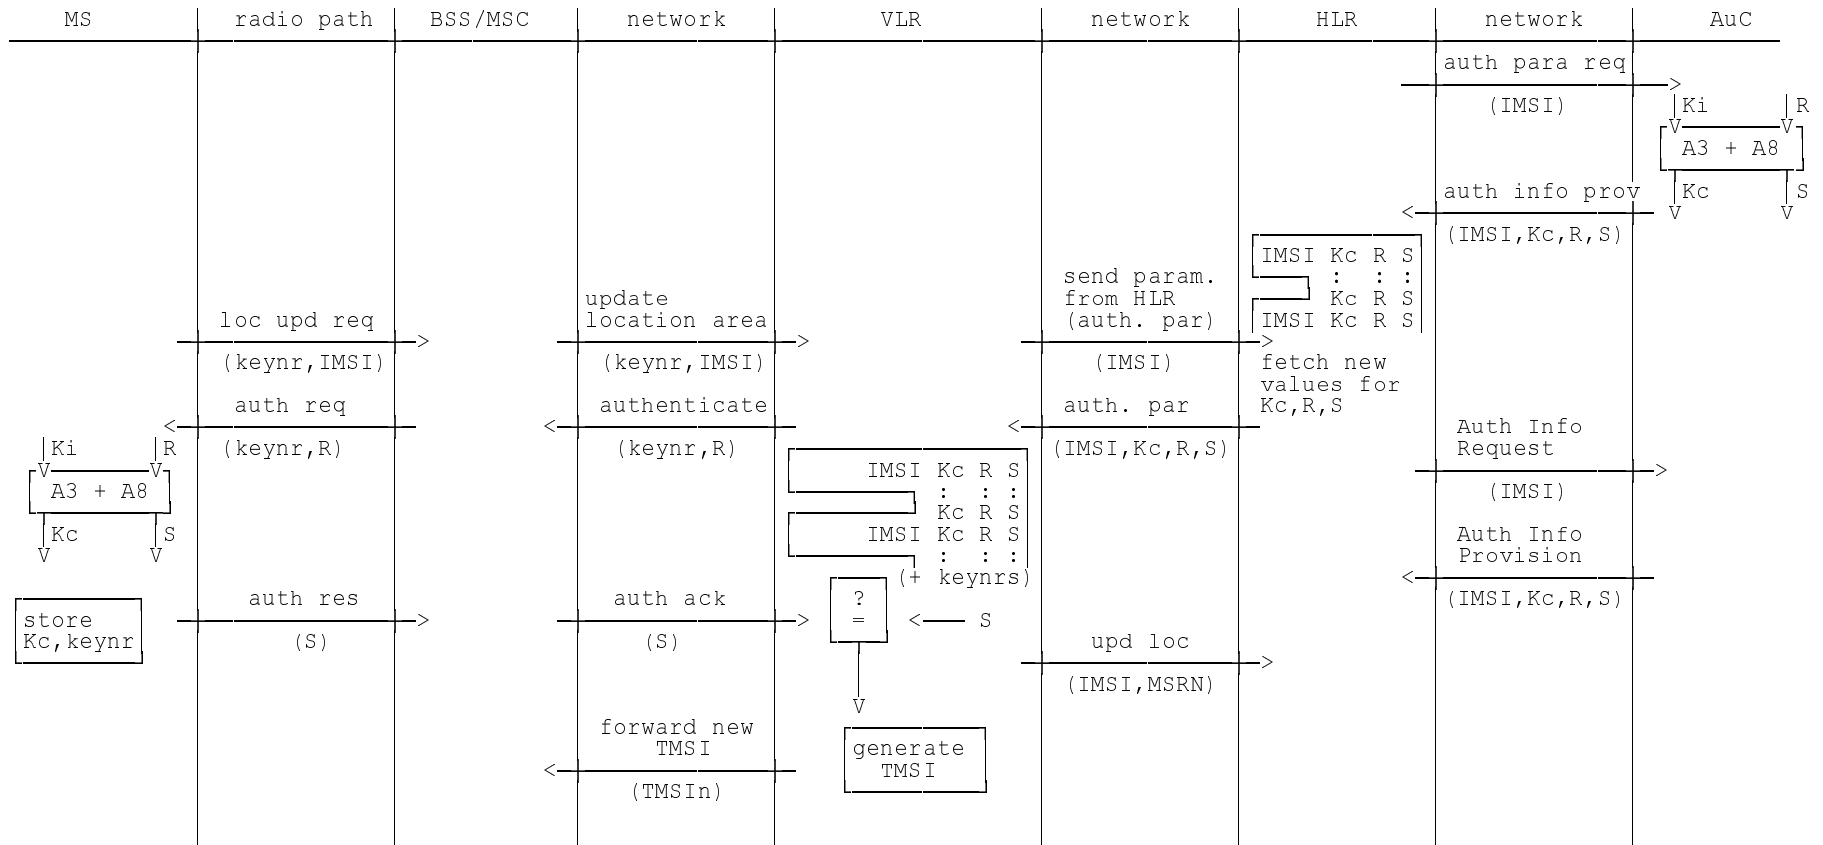 MS radio path BSS/MSC network VLR network HLR network AuC
auth para req
(IMSI)
Ki R
A3 + A8
auth info prov Kc S
(IMSI,Kc,R,S)
IMSI Kc R S
send param. : : :
update from HLR Kc R S
loc upd req location area (auth. par) IMSI Kc R S
(keynr,IMSI) (keynr,IMSI) (IMSI) fetch new
values for
auth req authenticate auth. par Kc,R,S
Auth Info
Ki R (keynr,R) (keynr,R) (IMSI,Kc,R,S) Request
IMSI Kc R S
A3 + A8 : : : (IMSI)
Kc R S
Kc S IMSI Kc R S Auth Info
: : : Provision
(+ keynrs)
auth res auth ack ? (IMSI,Kc,R,S)
store = S
Kc,keynr (S) (S) upd loc
(IMSI,MSRN)
forward new
TMSI generate
TMSI
(TMSIn)